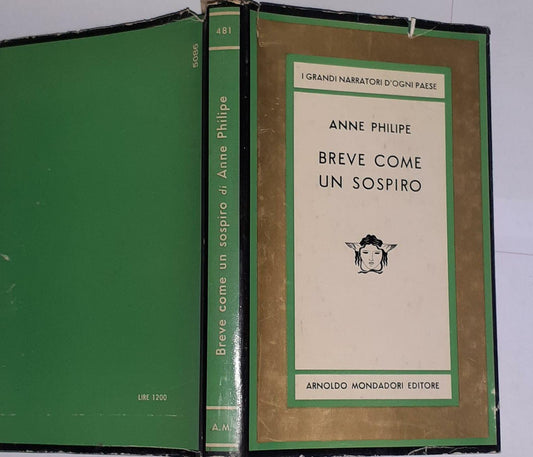 5086
LIRE 1200
481
Breve come un sospiro di Anne Philipe
A.M.
I GRANDI NARRATORI D'OGNI PAESE
ANNE PHILIPE
BREVE COME
UN SOSPIRO
ARNOLDO MONDADORI EDITORE